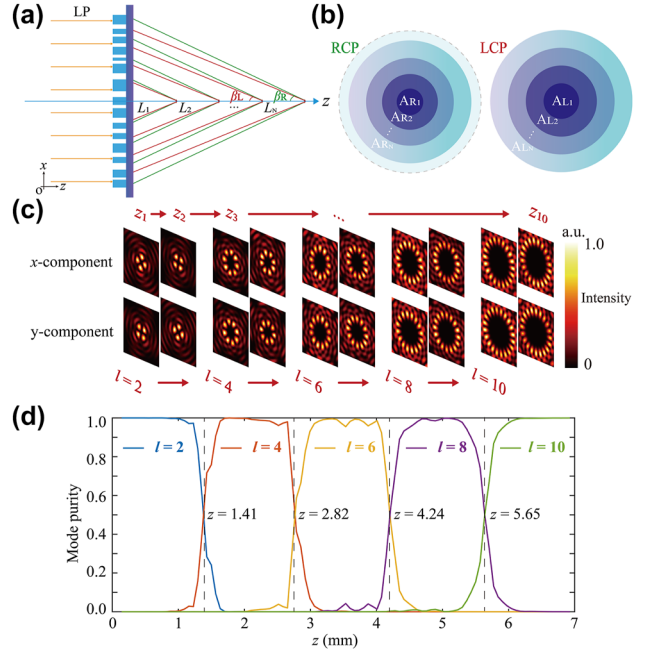 (a)
LP
L₁
L₂
...
βL
Lₙ
βR
z
x
o
z
(b)
RCP
LCP
AR₁
AR₂
ARₙ
AL₁
AL₂
ALₙ
(c)
z₁
z₂
z₃
...
z₁₀
x-component
y-component
a.u.
1.0
Intensity
0
l = 2
l = 4
l = 6
l = 8
l = 10
(d)
Mode purity
1.0
0.8
0.6
0.4
0.2
0.0
l = 2
l = 4
l = 6
l = 8
l = 10
z = 1.41
z = 2.82
z = 4.24
z = 5.65
0 1 2 3 4 5 6 7
z (mm)